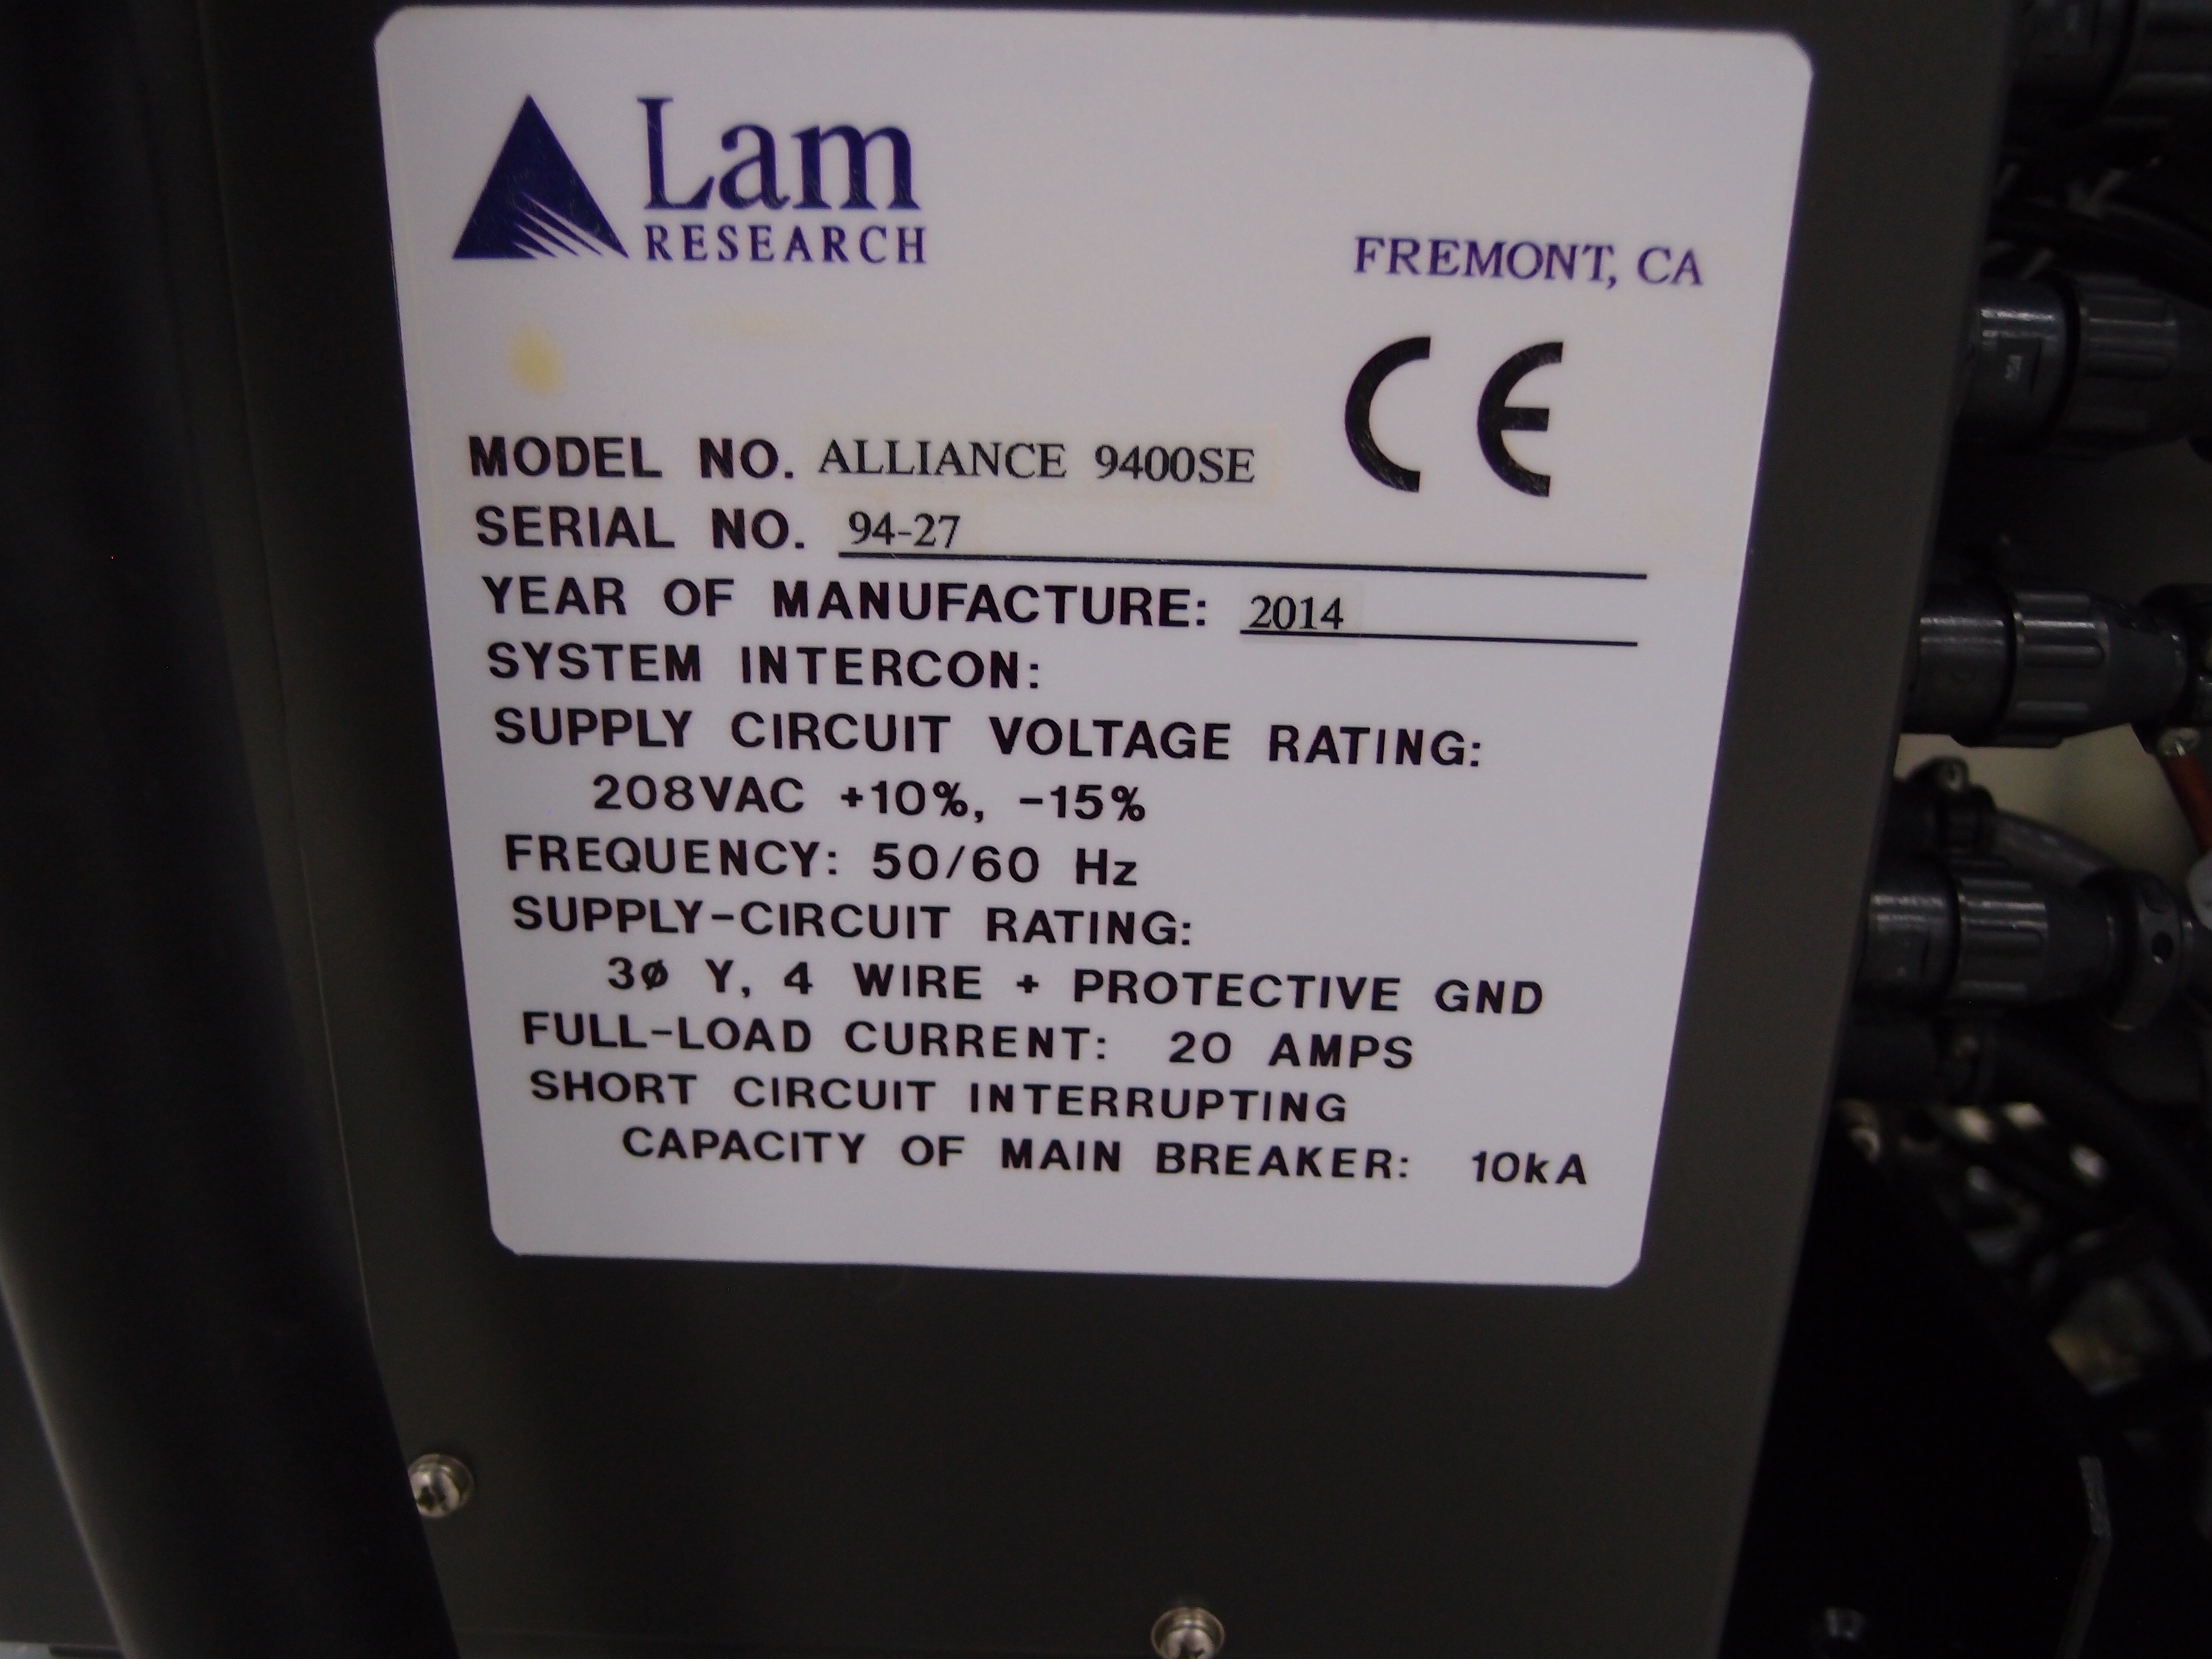 Lam
RESEARCH
FREMONT, CA
CE
MODEL NO. ALLIANCE 9400SE
SERIAL NO. 94-27
YEAR OF MANUFACTURE: 2014
SYSTEM INTERCON:
SUPPLY CIRCUIT VOLTAGE RATING:
208VAC +10%, -15%
FREQUENCY: 50/60 Hz
SUPPLY-CIRCUIT RATING:
3ø Y, 4 WIRE + PROTECTIVE GND
FULL-LOAD CURRENT: 20 AMPS
SHORT CIRCUIT INTERRUPTING
CAPACITY OF MAIN BREAKER: 10kA